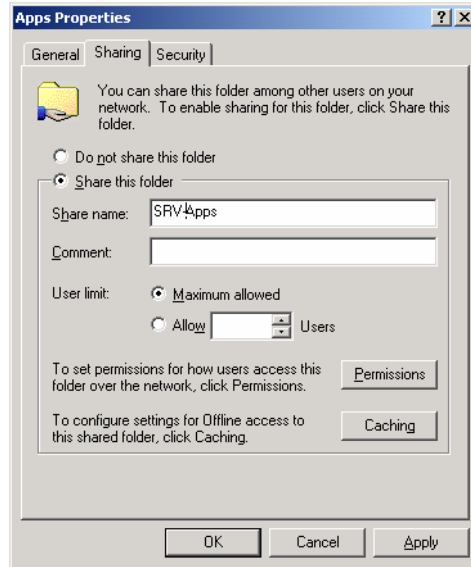 Apps Properties
? X
General Sharing Security
You can share this folder among other users on your
network. To enable sharing for this folder, click Share this
folder.
Do not share this folder
Share this folder
Share name: SRV-Apps
Comment:
User limit: Maximum allowed
Allow Users
To set permissions for how users access this
folder over the network, click Permissions.
Permissions
To configure settings for Offline access to
this shared folder, click Caching.
Caching
OK Cancel Apply